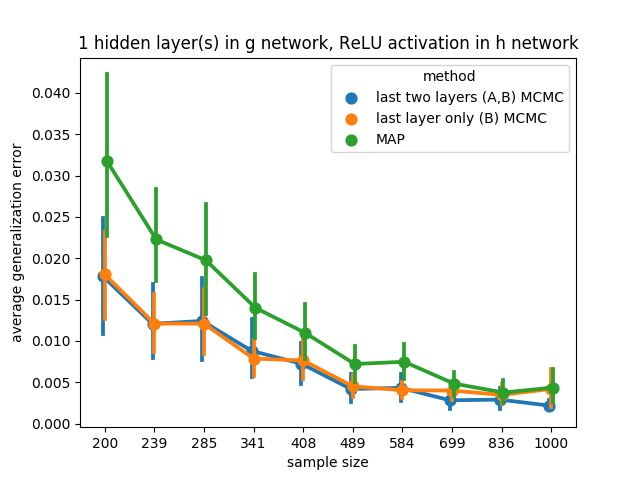 1 hidden layer(s) in g network, ReLU activation in h network
method
last two layers (A,B) MCMC
last layer only (B) MCMC
MAP
average generalization error
0.040
0.035
0.030
0.025
0.020
0.015
0.010
0.005
0.000
200 239 285 341 408 489 584 699 836 1000
sample size